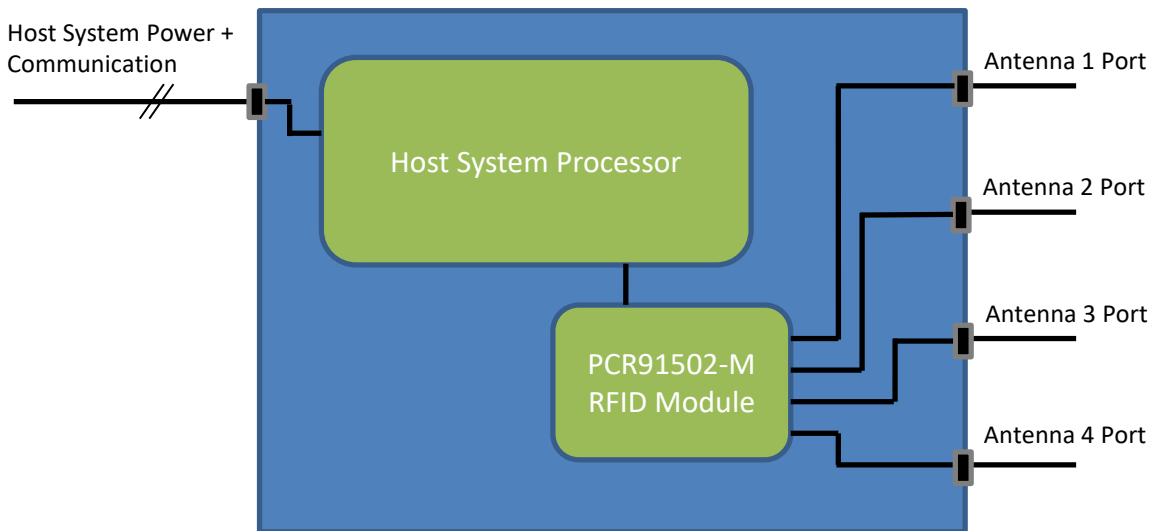 Host System Power +
Communication
Host System Processor
PCR91502-M
RFID Module
Antenna 1 Port
Antenna 2 Port
Antenna 3 Port
Antenna 4 Port